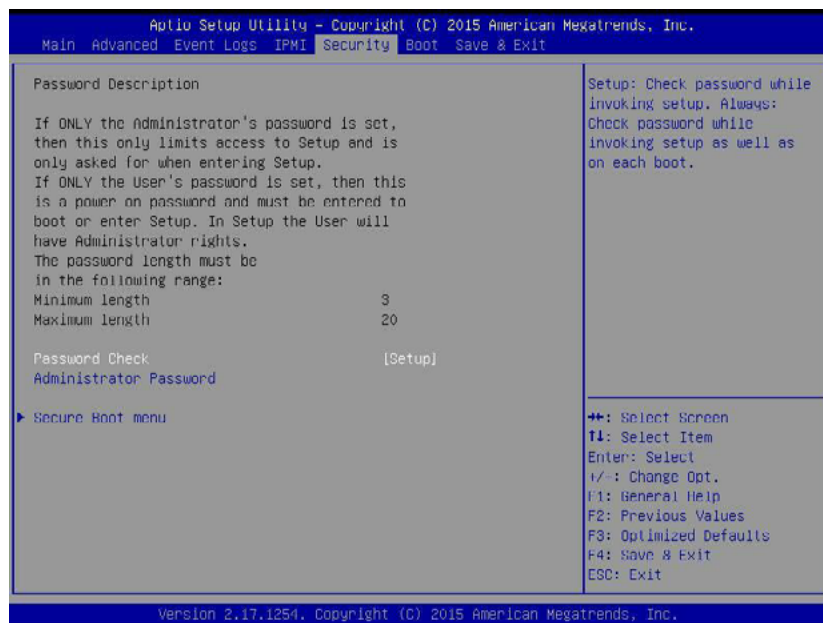 Aptio Setup Utility – Copyright (C) 2015 American Megatrends, Inc.
Main Advanced Event Logs IPMI Security Boot Save & Exit
Password Description
If ONLY the Administrator's password is set,
then this only limits access to Setup and is
only asked for when entering Setup.
If ONLY the User's password is set, then this
is a power on password and must be entered to
boot or enter Setup. In Setup the User will
have Administrator rights.
The password length must be
in the following range:
Minimum length 3
Maximum length 20
Password Check [Setup]
Administrator Password
▶ Secure Boot menu
Setup: Check password while
invoking setup. Always:
Check password while
invoking setup as well as
on each boot.
→←: Select Screen
↑↓: Select Item
Enter: Select
+/-: Change Opt.
F1: General Help
F2: Previous Values
F3: Optimized Defaults
F4: Save & Exit
ESC: Exit
Version 2.17.1254. Copyright (C) 2015 American Megatrends, Inc.